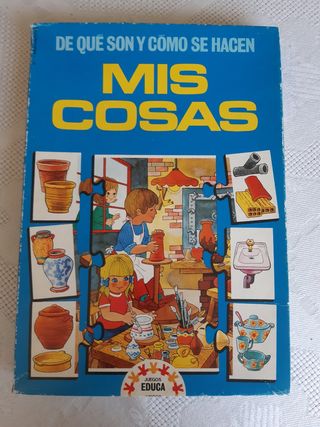 DE QUÉ SON Y CÓMO SE HACEN
MIS
COSAS
JUEGOS
EDUCA